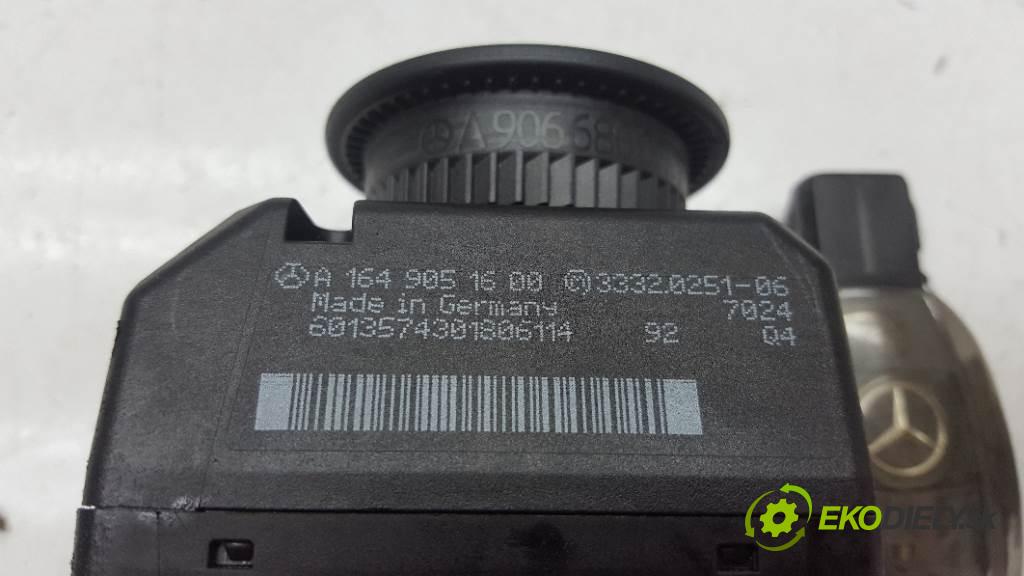 A 906 68
A 164 905 16 00 3332.0251-06
Made in Germany 7024
6013574301806114 92 Q4
EKODIELY.sk